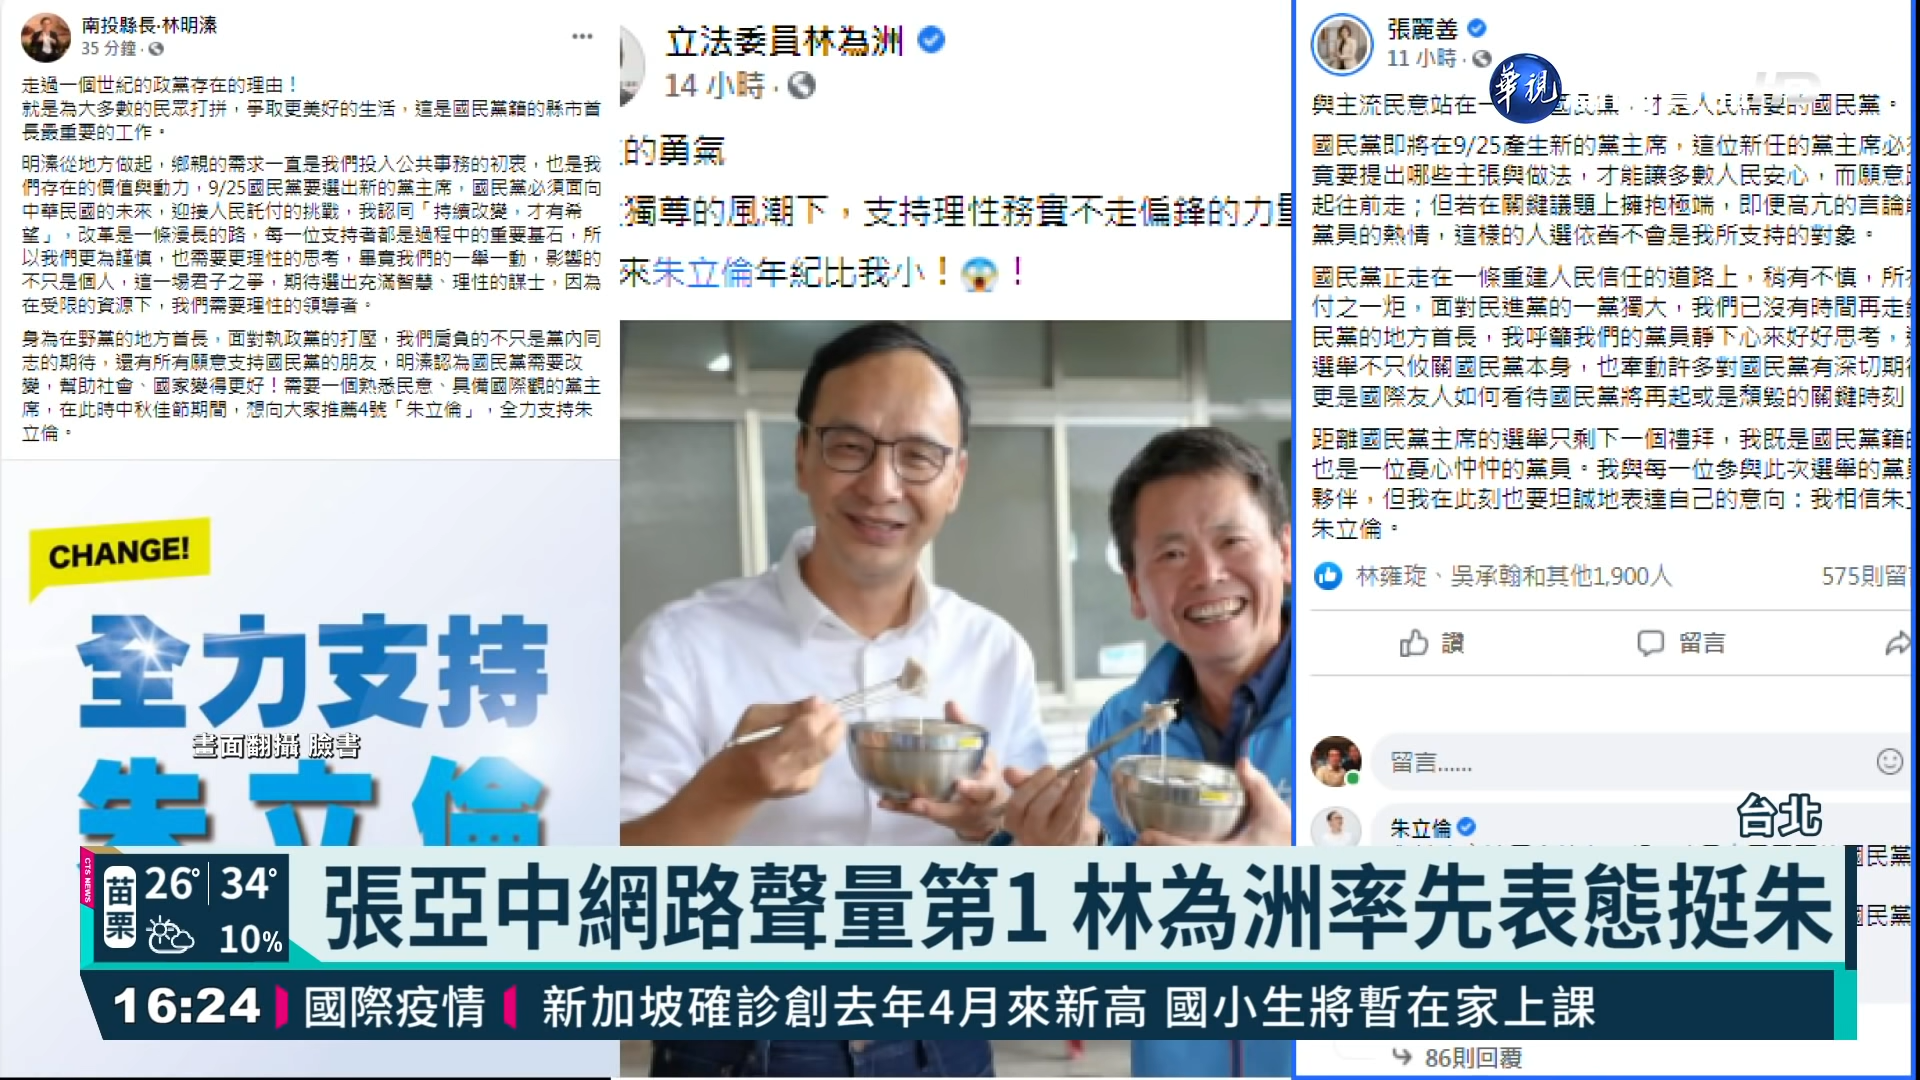 南投縣長·林明溱
35 分鐘 ·
走過一個世紀的政黨存在的理由！
就是為大多數的民眾打拼，爭取更美好的生活，這是國民黨籍的縣市首
長最重要的工作。
明溱從地方做起，鄉親的需求一直是我們投入公共事務的初衷，也是我
們存在的價值與動力，9/25國民黨要選出新的黨主席，國民黨必須面向
中華民國的未來，迎接人民託付的挑戰，我認同「持續改變，才有希
望」，改革是一條漫長的路，每一位支持者都是過程中的重要基石，所
以我們更為謹慎，也需要更理性的思考，畢竟我們的一舉一動，影響的
不只是個人，這一場君子之爭，期待選出充滿智慧、理性的謀士，因為
在受限的資源下，我們需要理性的領導者。
身為在野黨的地方首長，面對執政黨的打壓，我們肩負的不只是黨內同
志的期待，還有所有願意支持國民黨的朋友，明溱認為國民黨需要改
變，幫助社會、國家變得更好！需要一個熟悉民意、具備國際觀的黨主
席，在此時中秋佳節期間，想向大家推薦4號「朱立倫」，全力支持朱
立倫。
CHANGE!
全力支持
朱立倫
畫面翻攝 臉書
立法委員林為洲
14 小時 ·
的勇氣
獨尊的風潮下，支持理性務實不走偏鋒的力量
來朱立倫年紀比我小！😱！
張麗善
11 小時 ·
華視
與主流民意站在一 國民黨，才是人民需要的國民黨。
國民黨即將在9/25產生新的黨主席，這位新任的黨主席必
竟要提出哪些主張與做法，才能讓多數人民安心，而願意
起往前走；但若在關鍵議題上擁抱極端，即便高亢的言論
黨員的熱情，這樣的人選依舊不會是我所支持的對象。
國民黨正走在一條重建人民信任的道路上，稍有不慎，所
付之一炬，面對民進黨的一黨獨大，我們已沒有時間再走
民黨的地方首長，我呼籲我們的黨員靜下心來好好思考，
選舉不只攸關國民黨本身，也牽動許多對國民黨有深切期
更是國際友人如何看待國民黨將再起或是頹毀的關鍵時刻
距離國民黨主席的選舉只剩下一個禮拜，我既是國民黨籍
也是一位憂心忡忡的黨員。我與每一位參與此次選舉的黨
夥伴，但我在此刻也要坦誠地表達自己的意向：我相信朱
朱立倫。
林雍琁、吳承翰和其他1,900人
575則留
讚
留言
留言......
朱立倫
台北
國民黨
國民黨
86則回覆
CTS NEWS
苗栗
26° 34°
10%
張亞中網路聲量第1 林為洲率先表態挺朱
16:24
國際疫情
新加坡確診創去年4月來新高 國小生將暫在家上課